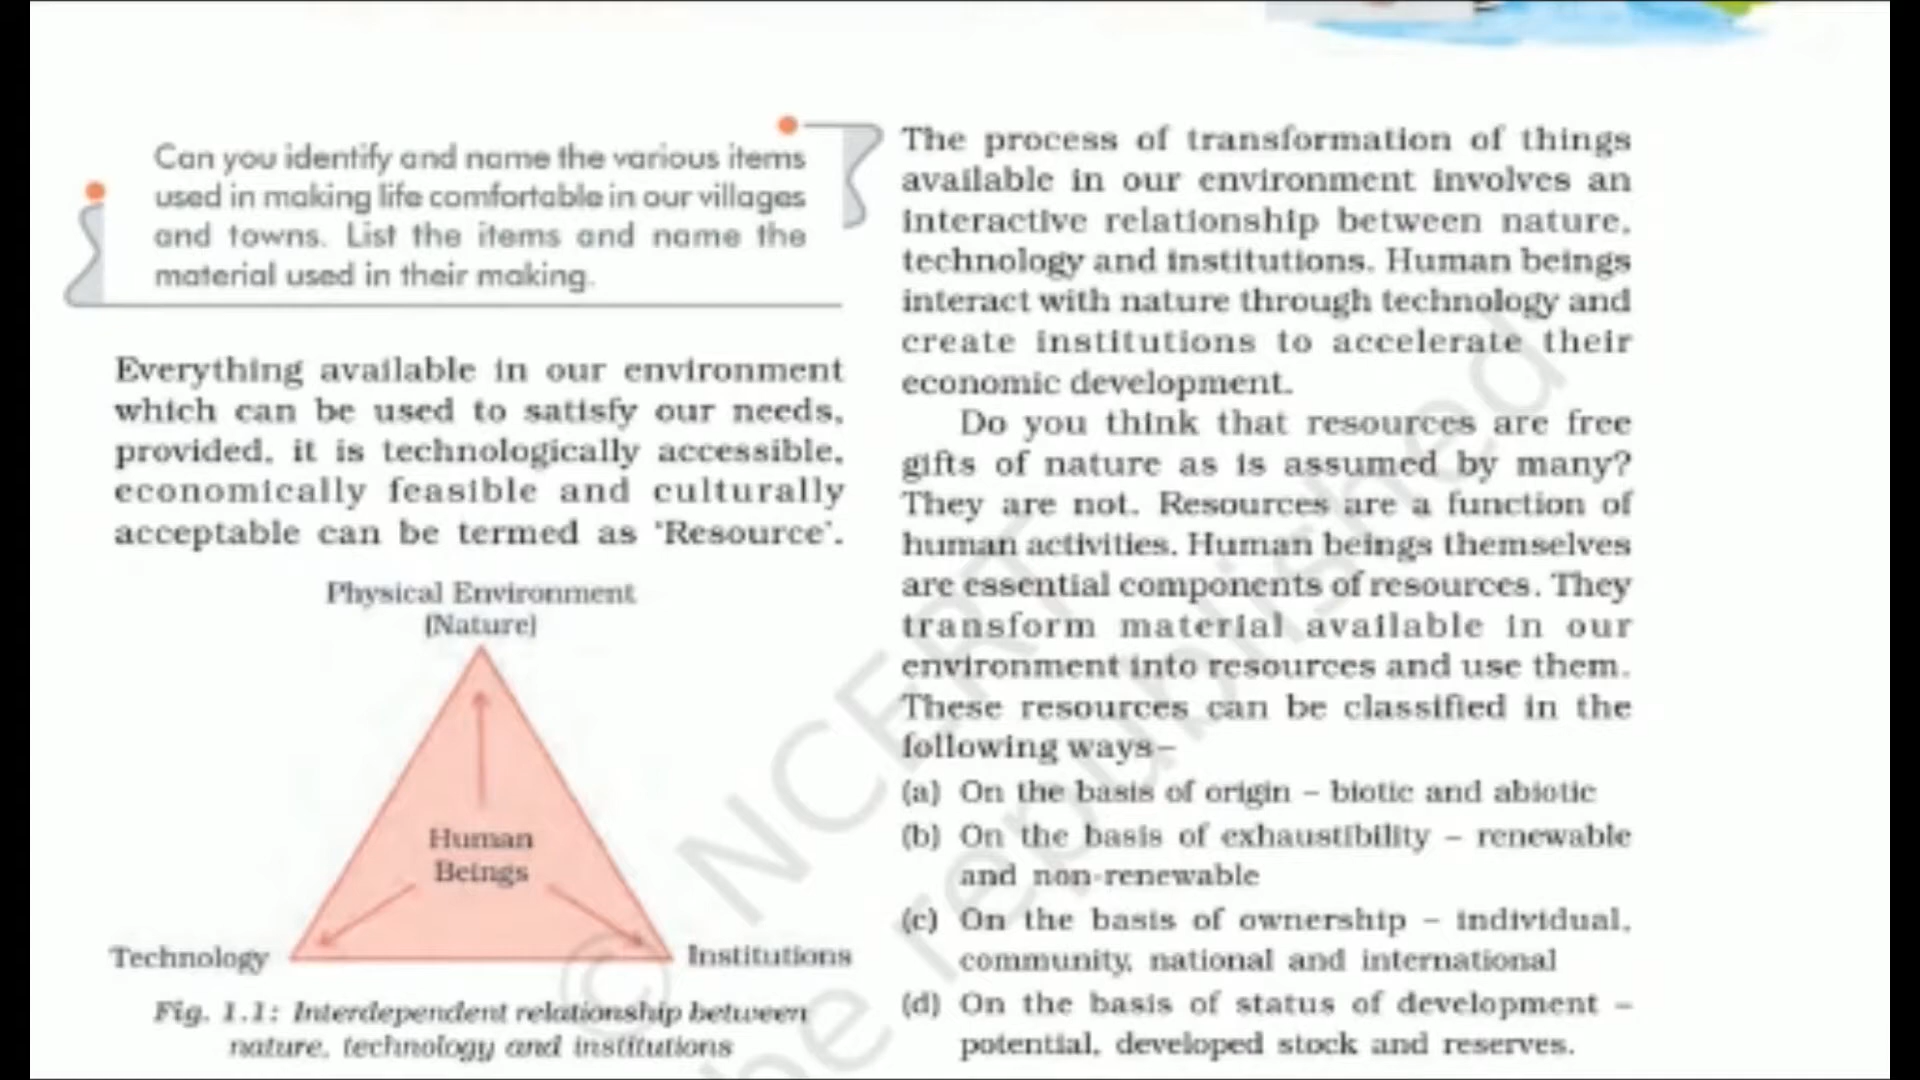 Can you identify and name the various items
used in making life comfortable in our villages
and towns. List the items and name the
material used in their making.
Everything available in our environment
which can be used to satisfy our needs,
provided, it is technologically accessible,
economically feasible and culturally
acceptable can be termed as ‘Resource’.
Physical Environment
(Nature)
Human
Beings
Technology
Institutions
Fig. 1.1: Interdependent relationship between
nature, technology and institutions
The process of transformation of things
available in our environment involves an
interactive relationship between nature,
technology and institutions. Human beings
interact with nature through technology and
create institutions to accelerate their
economic development.
Do you think that resources are free
gifts of nature as is assumed by many?
They are not. Resources are a function of
human activities. Human beings themselves
are essential components of resources. They
transform material available in our
environment into resources and use them.
These resources can be classified in the
following ways–
(a) On the basis of origin – biotic and abiotic
(b) On the basis of exhaustibility – renewable
and non-renewable
(c) On the basis of ownership – individual,
community, national and international
(d) On the basis of status of development –
potential, developed stock and reserves.
© NCERT
be republished